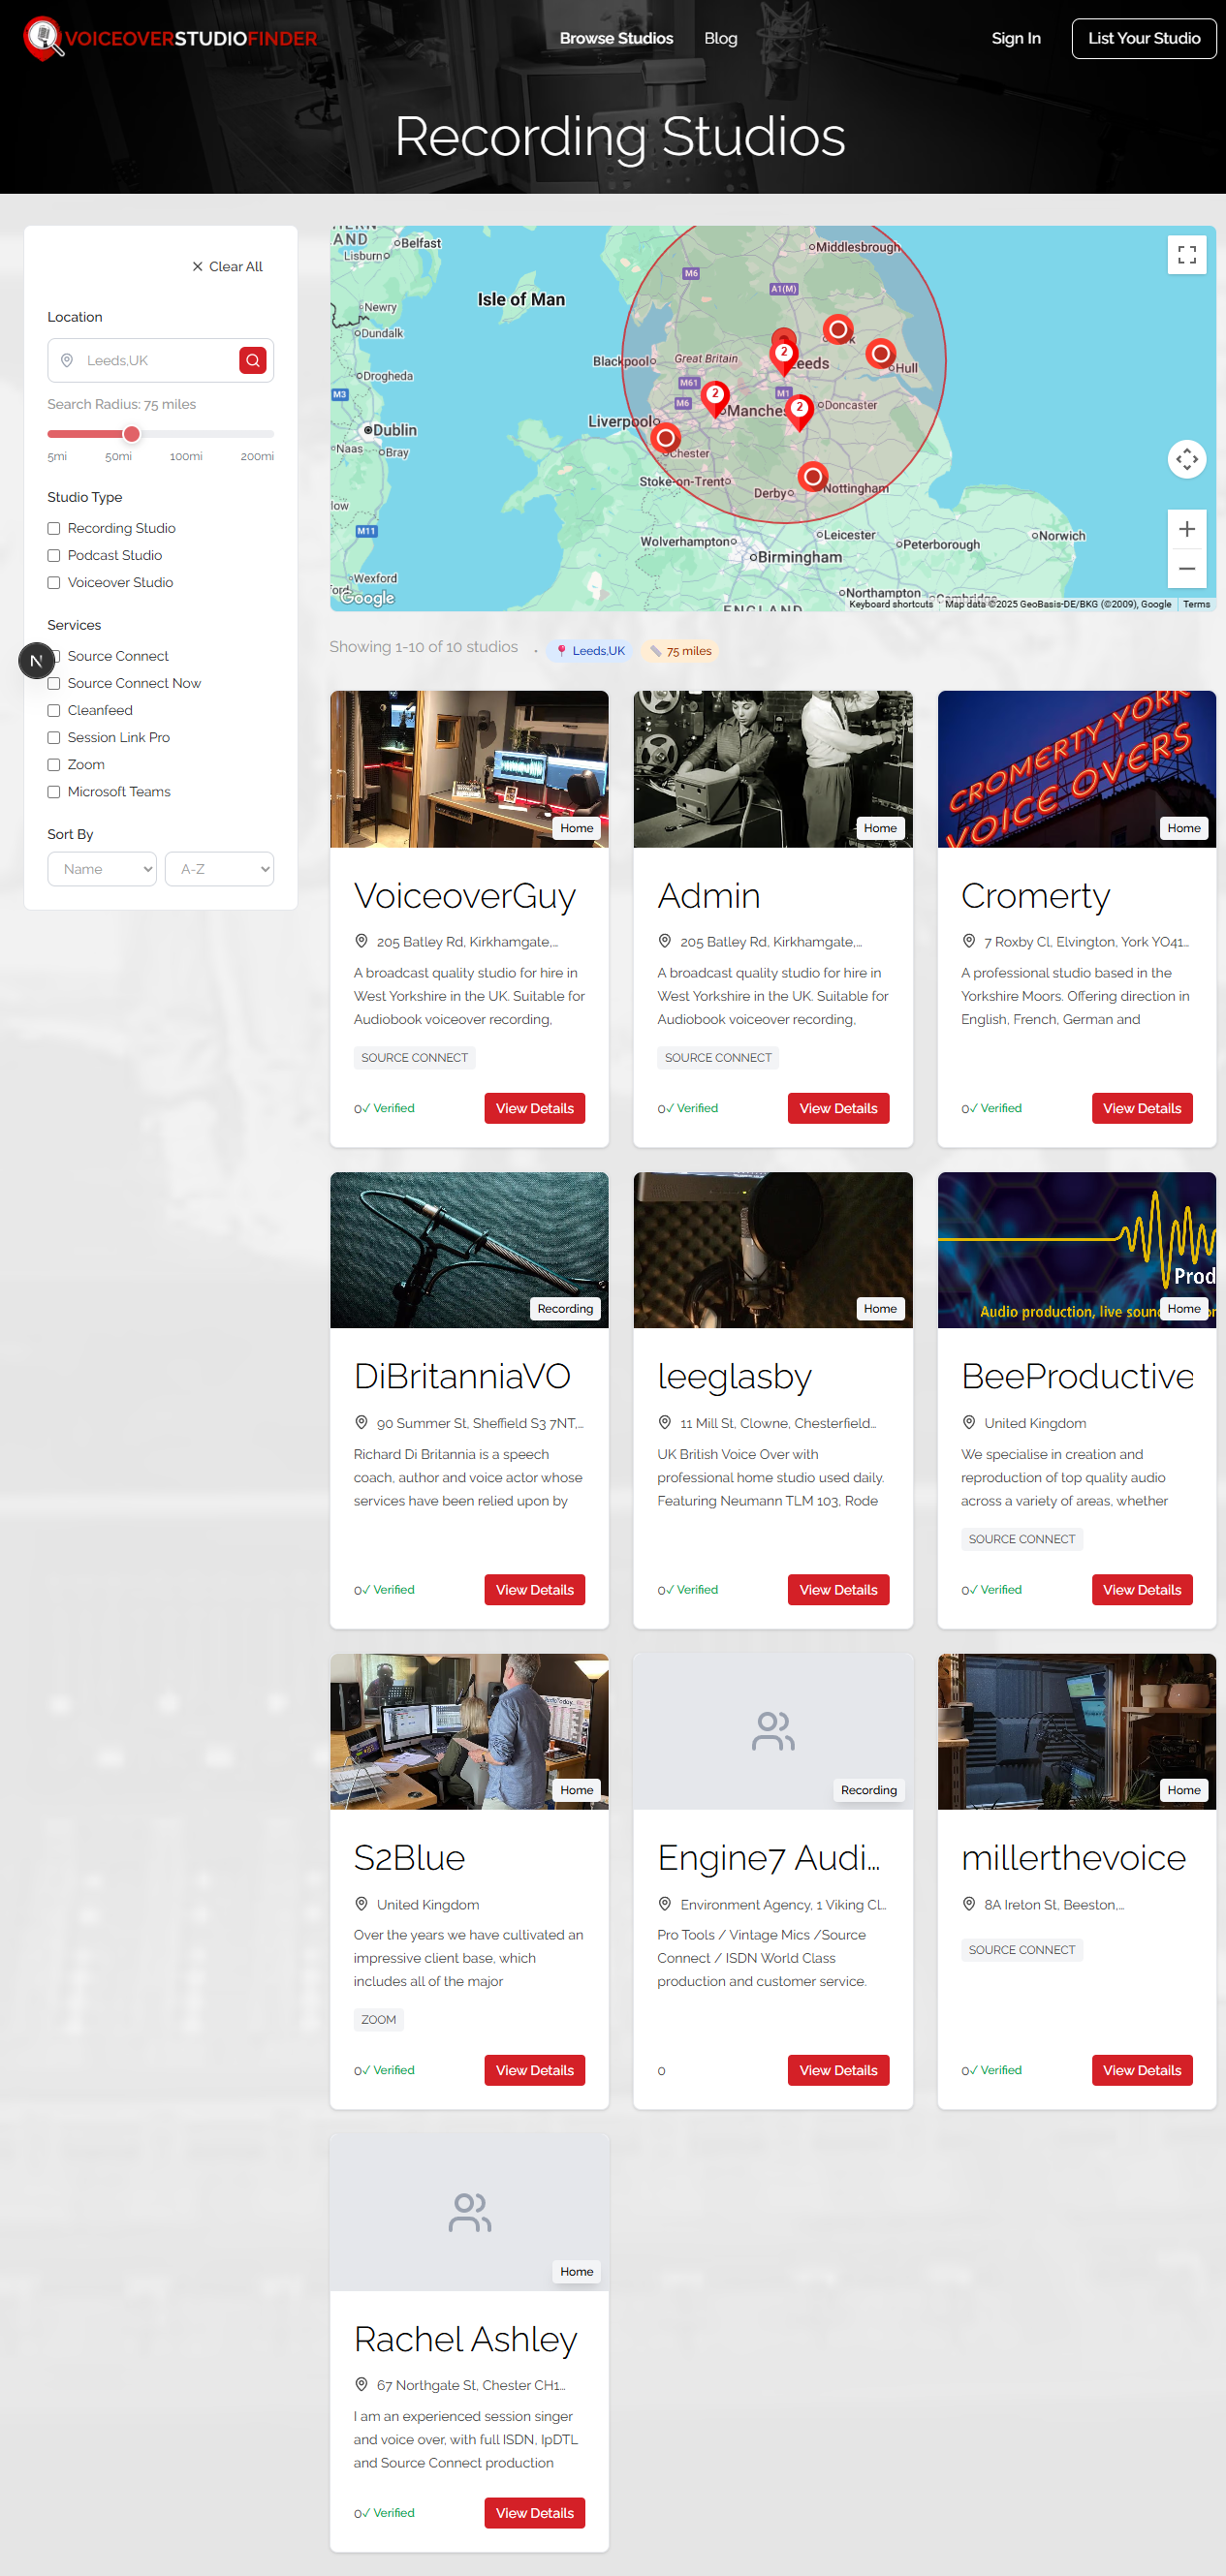 VOICEOVERSTUDIOFINDER
Browse Studios
Blog
Sign In
List Your Studio
Recording Studios
Clear All
Location
Leeds,UK
Search Radius: 75 miles
5mi 50mi 100mi 200mi
Studio Type
Recording Studio
Podcast Studio
Voiceover Studio
Services
Source Connect
Source Connect Now
Cleanfeed
Session Link Pro
Zoom
Microsoft Teams
Sort By
Name A-Z
N
AND
Belfast
Lisburn
Middlesbrough
M6
A1(M)
Isle of Man
Newry
Dundalk
Blackpool
Great Britain
2
Leeds
Hull
Drogheda
M61
M3
M6
2
Manches
M1
2
Doncaster
Dublin
Liverpool
Naas
Bray
Chester
Stoke-on-Trent
Derby
Nottingham
low
M11
Wolverhampton
Leicester
Peterborough
Norwich
Birmingham
Wexford
Google
Northampton
Cambridge
ENGLAND
Keyboard shortcuts
Map data ©2025 GeoBasis-DE/BKG (©2009), Google
Terms
Showing 1-10 of 10 studios
•
📍 Leeds,UK
📏 75 miles
Home
VoiceoverGuy
205 Batley Rd, Kirkhamgate,...
A broadcast quality studio for hire in
West Yorkshire in the UK. Suitable for
Audiobook voiceover recording,
SOURCE CONNECT
0✓ Verified
View Details
Home
Admin
205 Batley Rd, Kirkhamgate,...
A broadcast quality studio for hire in
West Yorkshire in the UK. Suitable for
Audiobook voiceover recording,
SOURCE CONNECT
0✓ Verified
View Details
CROMERTY YORK
VOICE OVERS
Home
Cromerty
7 Roxby Cl, Elvington, York YO41...
A professional studio based in the
Yorkshire Moors. Offering direction in
English, French, German and
0✓ Verified
View Details
Recording
DiBritanniaVO
90 Summer St, Sheffield S3 7NT,...
Richard Di Britannia is a speech
coach, author and voice actor whose
services have been relied upon by
0✓ Verified
View Details
Home
leeglasby
11 Mill St, Clowne, Chesterfield...
UK British Voice Over with
professional home studio used daily.
Featuring Neumann TLM 103, Rode
0✓ Verified
View Details
Prod
Audio production, live soun
Home
BeeProductive
United Kingdom
We specialise in creation and
reproduction of top quality audio
across a variety of areas, whether
SOURCE CONNECT
0✓ Verified
View Details
Home
S2Blue
United Kingdom
Over the years we have cultivated an
impressive client base, which
includes all of the major
ZOOM
0✓ Verified
View Details
Recording
Engine7 Audi...
Environment Agency, 1 Viking Cl...
Pro Tools / Vintage Mics /Source
Connect / ISDN World Class
production and customer service.
0
View Details
Home
millerthevoice
8A Ireton St, Beeston,...
SOURCE CONNECT
0✓ Verified
View Details
Home
Rachel Ashley
67 Northgate St, Chester CH1...
I am an experienced session singer
and voice over, with full ISDN, IpDTL
and Source Connect production
0✓ Verified
View Details